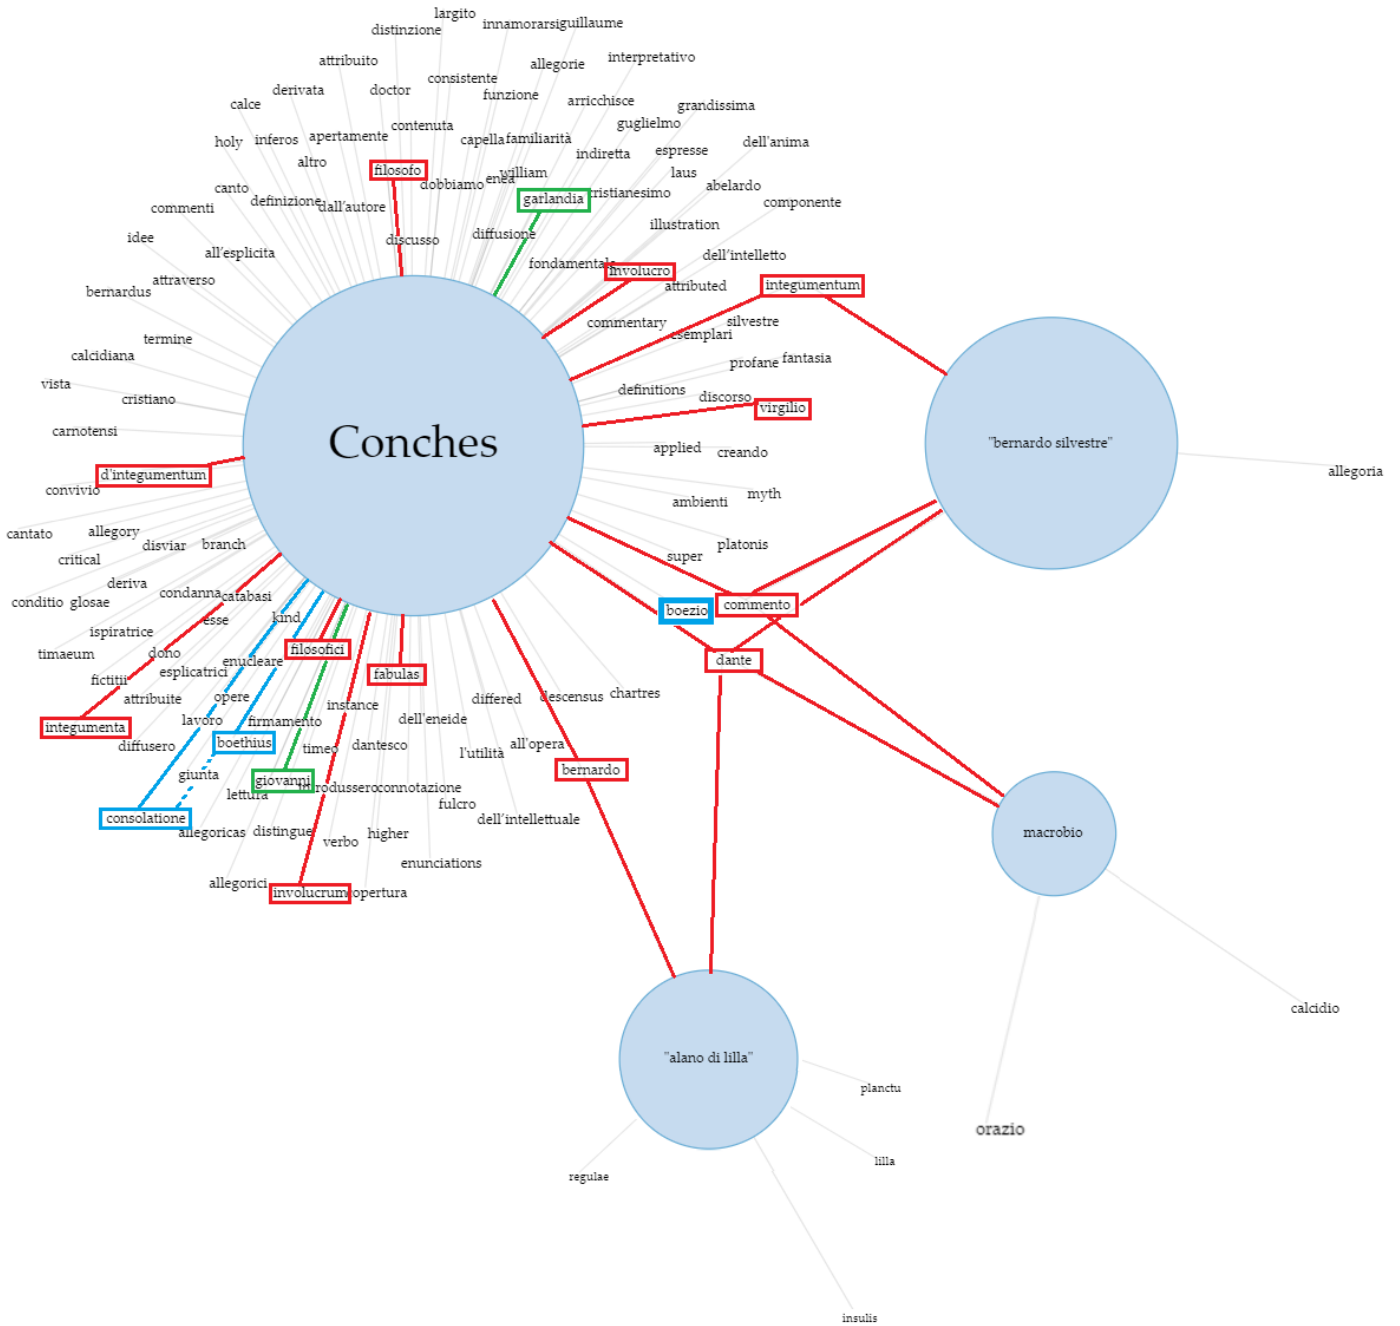 largito
distinzione
innamorarsi
guillaume
attribuito
allegorie
interpretativo
consistente
derivata
doctor
funzione
arricchisce
calce
grandissima
contenuta
guglielmo
holy
inferos
apertamente
capella
familiarità
dell'anima
altro
filosofo
indiretta
espresse
william
laus
canto
dobbiamo
enea
abelardo
definizione
dall'autore
garlandia
cristianesimo
componente
commenti
idee
discusso
diffusione
illustration
all'esplicita
dell'intelletto
attraverso
fondamentale
involucro
bernardus
attributed
integumentum
termine
commentary
silvestre
esemplari
calcidiana
profane
fantasia
vista
definitions
cristiano
discorso
virgilio
carnotensi
Conches
"bernardo silvestre"
applied
creando
allegoria
d'integumentum
convivio
ambienti
myth
cantato
allegory
disviar
branch
platonis
critical
super
deriva
condanna
catabasi
conditio
glosae
boezio
commento
esse
kind
ispiratrice
timaeum
dono
filosofici
enucleare
dante
fictitii
esplicatrici
fabulas
attribuite
opere
differed
descensus
chartres
instance
integumenta
lavoro
firmamento
dell'eneide
diffusero
boethius
timeo
dantesco
l'utilità
all'opera
giunta
giovanni
bernardo
lettura
introdussero
connotazione
consolatione
fulcro
allegoricas
distingue
dell'intellettuale
verbo
higher
macrobio
enunciations
allegorici
involucrum
copertura
calcidio
"alano di lilla"
planctu
orazio
lilla
regulae
insulis